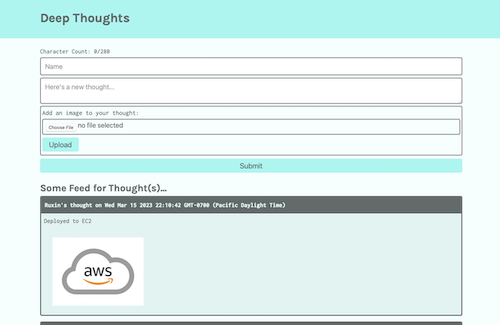 Deep Thoughts
Character Count: 0/280
Name
Here's a new thought...
Add an image to your thought:
Choose File no file selected
Upload
Submit
Some Feed for Thought(s)...
Ruxin's thought on Wed Mar 15 2023 22:10:42 GMT-0700 (Pacific Daylight Time)
Deployed to EC2
aws